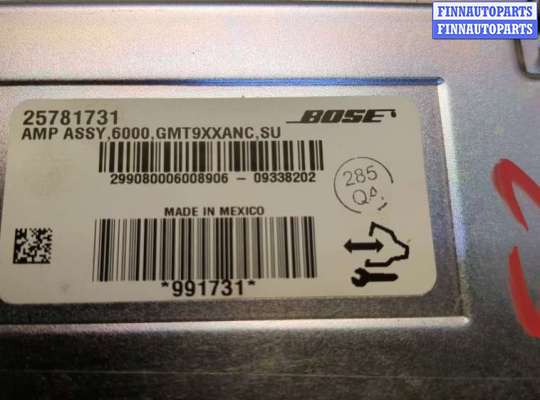 FINNAUTOPARTS
FINNAUTOPARTS
25781731
BOSE
AMP ASSY,6000,GMT9XXANC,SU
299080006008906 – 09338202
285
Q4.
MADE IN MEXICO
*991731*